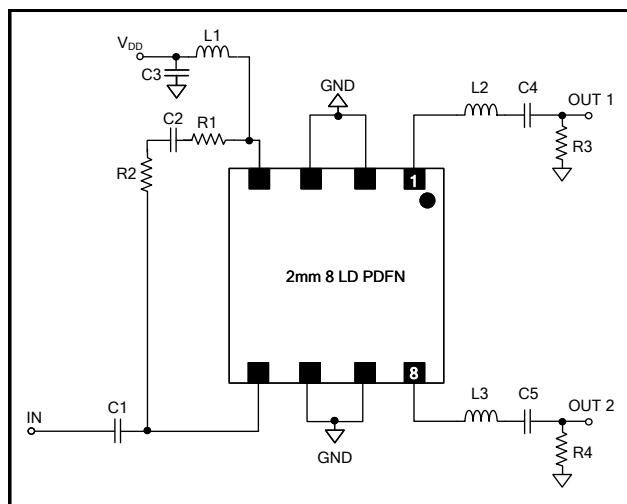 L1
V_DD
C3
GND
L2
C4
OUT 1
C2
R1
R3
R2
1
2mm 8 LD PDFN
8
C1
IN
GND
L3
C5
OUT 2
R4